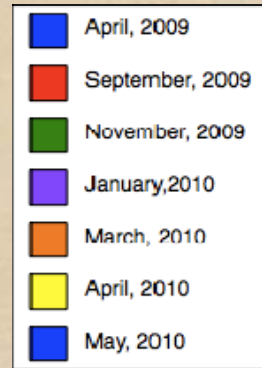 April, 2009
September, 2009
November, 2009
January,2010
March, 2010
April, 2010
May, 2010